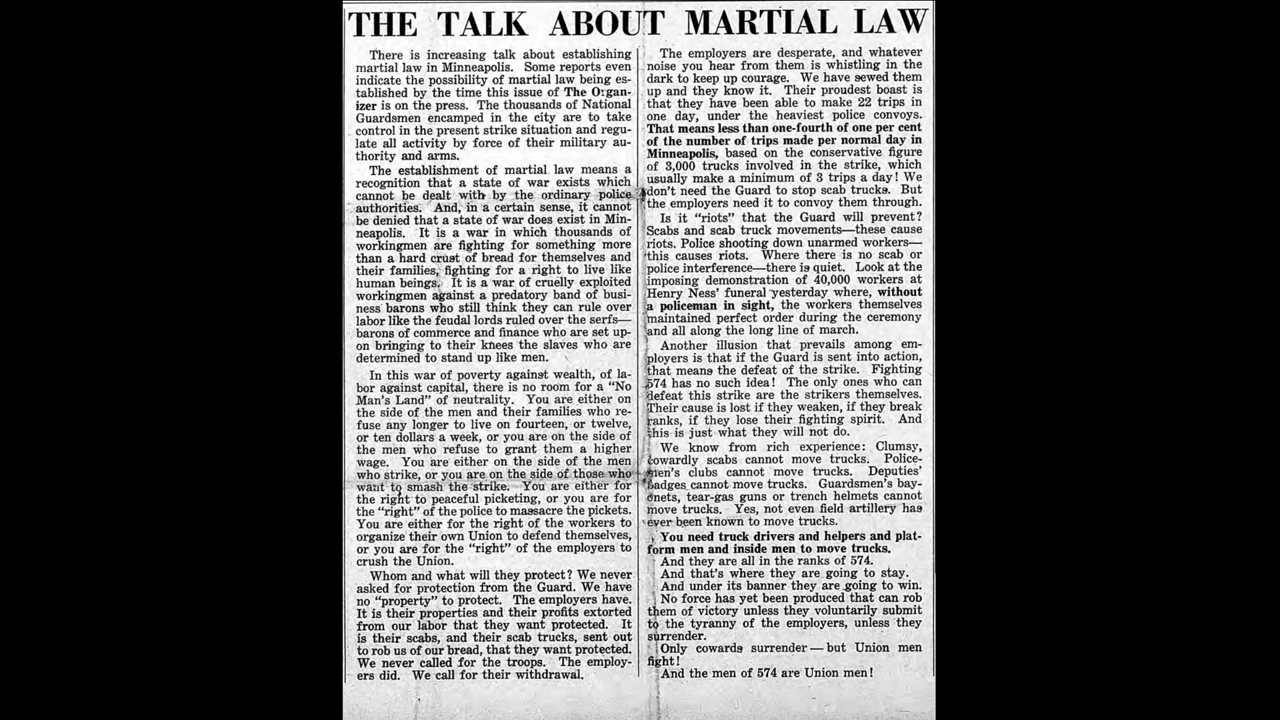 THE TALK ABOUT MARTIAL LAW
There is increasing talk about establishing
martial law in Minneapolis. Some reports even
indicate the possibility of martial law being es-
tablished by the time this issue of The Organ-
izer is on the press. The thousands of National
Guardsmen encamped in the city are to take
control in the present strike situation and regu-
late all activity by force of their military au-
thority and arms.
The establishment of martial law means a
recognition that a state of war exists which
cannot be dealt with by the ordinary police
authorities. And, in a certain sense, it cannot
be denied that a state of war does exist in Min-
neapolis. It is a war in which thousands of
workingmen are fighting for something more
than a hard crust of bread for themselves and
their families, fighting for a right to live like
human beings. It is a war of cruelly exploited
workingmen against a predatory band of busi-
ness barons who still think they can rule over
labor like the feudal lords ruled over the serfs—
barons of commerce and finance who are set up-
on bringing to their knees the slaves who are
determined to stand up like men.
In this war of poverty against wealth, of la-
bor against capital, there is no room for a "No
Man's Land" of neutrality. You are either on
the side of the men and their families who re-
fuse any longer to live on fourteen, or twelve,
or ten dollars a week, or you are on the side of
the men who refuse to grant them a higher
wage. You are either on the side of the men
who strike, or you are on the side of those who
want to smash the strike. You are either for
the right to peaceful picketing, or you are for
the "right" of the police to massacre the pickets.
You are either for the right of the workers to
organize their own Union to defend themselves,
or you are for the "right" of the employers to
crush the Union.
Whom and what will they protect? We never
asked for protection from the Guard. We have
no "property" to protect. The employers have.
It is their properties and their profits extorted
from our labor that they want protected. It
is their scabs, and their scab trucks, sent out
to rob us of our bread, that they want protected.
We never called for the troops. The employ-
ers did. We call for their withdrawal.
The employers are desperate, and whatever
noise you hear from them is whistling in the
dark to keep up courage. We have sewed them
up and they know it. Their proudest boast is
that they have been able to make 22 trips in
one day, under the heaviest police convoys.
That means less than one-fourth of one per cent
of the number of trips made per normal day in
Minneapolis, based on the conservative figure
of 3,000 trucks involved in the strike, which
usually make a minimum of 3 trips a day! We
don't need the Guard to stop scab trucks. But
the employers need it to convoy them through.
Is it "riots" that the Guard will prevent?
Scabs and scab truck movements—these cause
riots. Police shooting down unarmed workers—
this causes riots. Where there is no scab or
police interference—there is quiet. Look at the
imposing demonstration of 40,000 workers at
Henry Ness' funeral yesterday where, without
a policeman in sight, the workers themselves
maintained perfect order during the ceremony
and all along the long line of march.
Another illusion that prevails among em-
ployers is that if the Guard is sent into action,
that means the defeat of the strike. Fighting
574 has no such idea! The only ones who can
defeat this strike are the strikers themselves.
Their cause is lost if they weaken, if they break
ranks, if they lose their fighting spirit. And
this is just what they will not do.
We know from rich experience: Clumsy,
cowardly scabs cannot move trucks. Police-
men's clubs cannot move trucks. Deputies'
badges cannot move trucks. Guardsmen's bay-
onets, tear-gas guns or trench helmets cannot
move trucks. Yes, not even field artillery has
ever been known to move trucks.
You need truck drivers and helpers and plat-
form men and inside men to move trucks.
And they are all in the ranks of 574.
And that's where they are going to stay.
And under its banner they are going to win.
No force has yet been produced that can rob
them of victory unless they voluntarily submit
to the tyranny of the employers, unless they
surrender.
Only cowards surrender — but Union men
fight!
And the men of 574 are Union men!